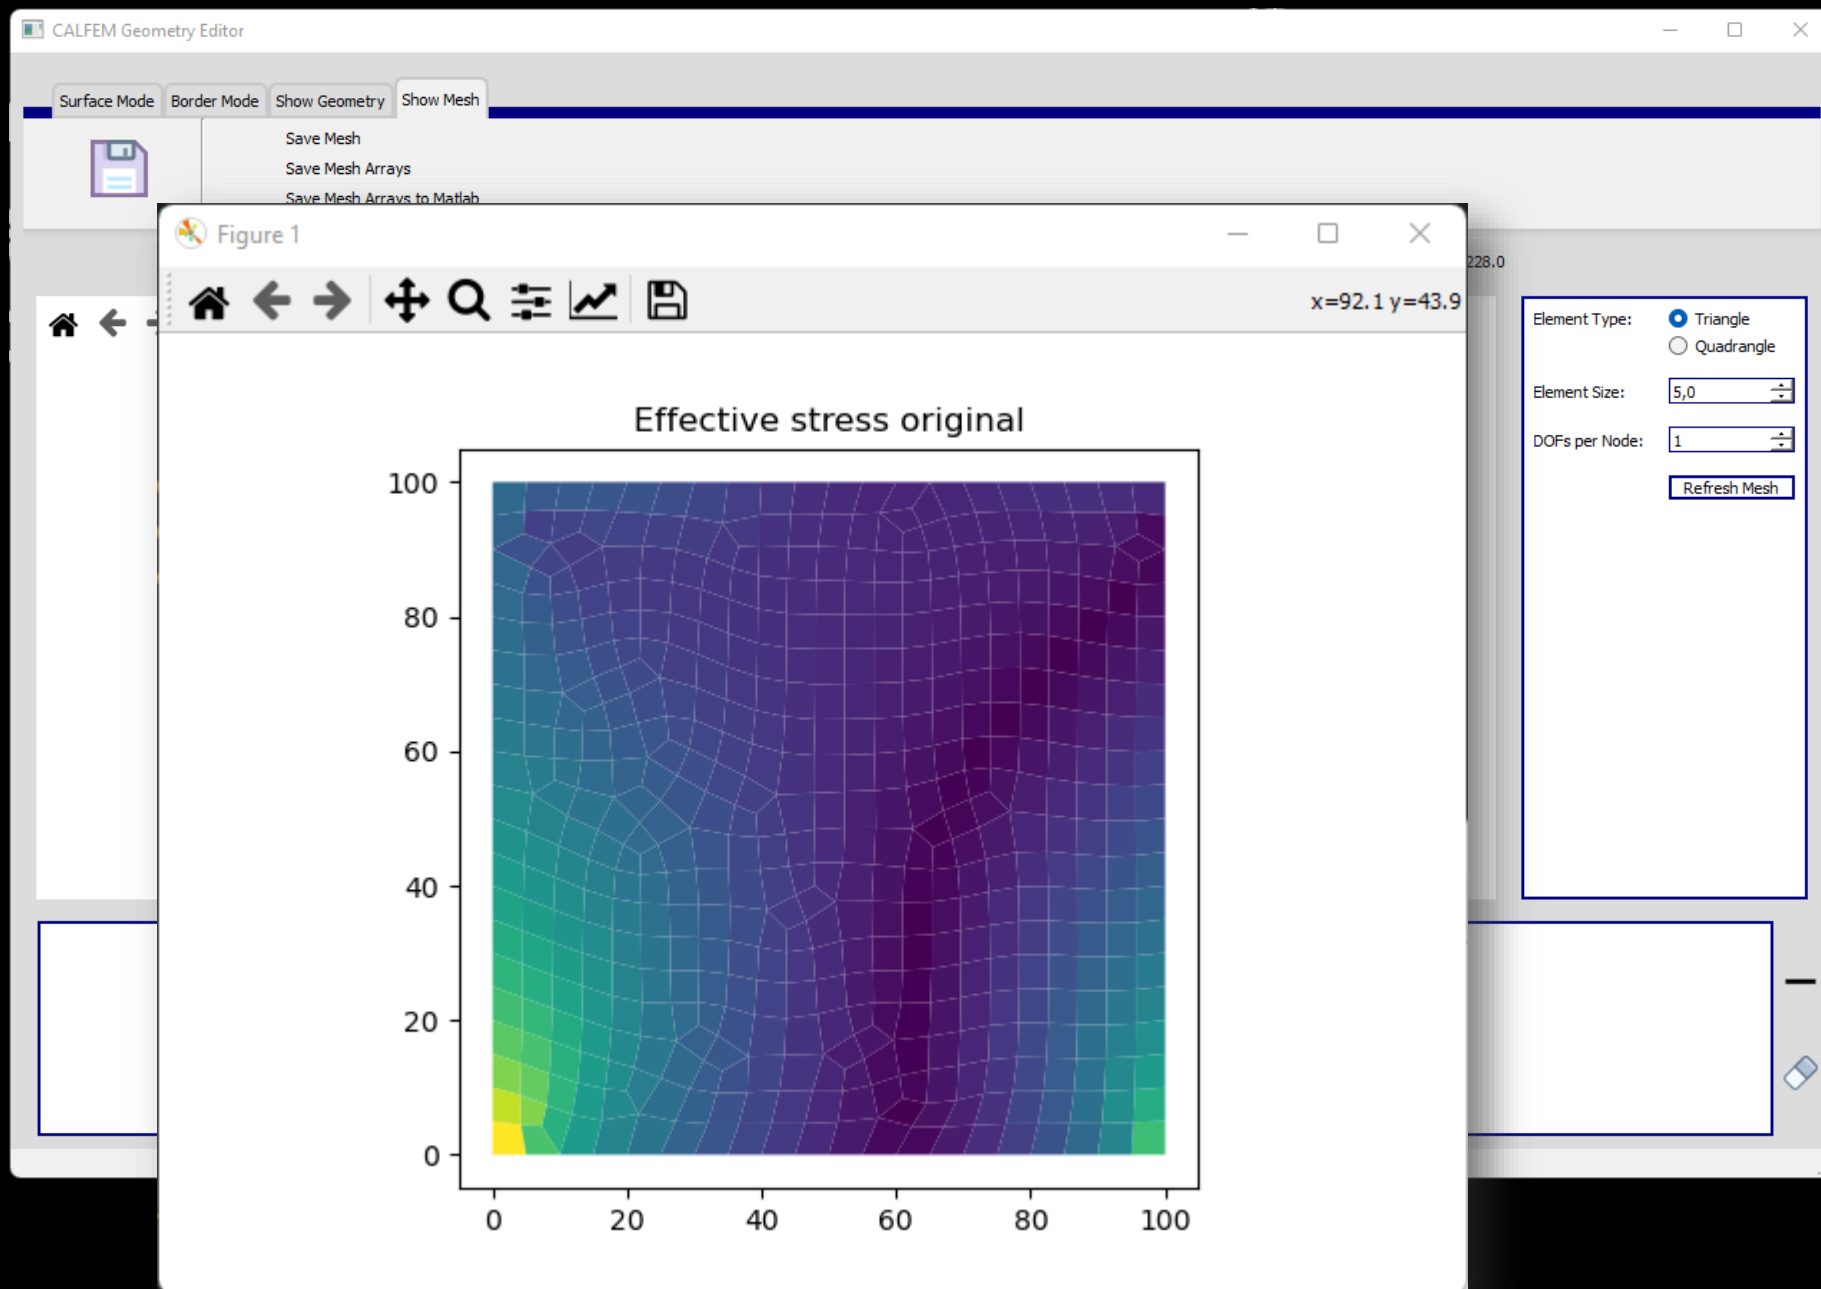 CALFEM Geometry Editor
Surface Mode Border Mode Show Geometry Show Mesh
Save Mesh
Save Mesh Arrays
Save Mesh Arrays to Matlab
Figure 1
228.0
x=92.1 y=43.9
Element Type: Triangle
Quadrangle
Element Size: 5,0
DOFs per Node: 1
Refresh Mesh
Effective stress original
100
80
60
40
20
0
0 20 40 60 80 100